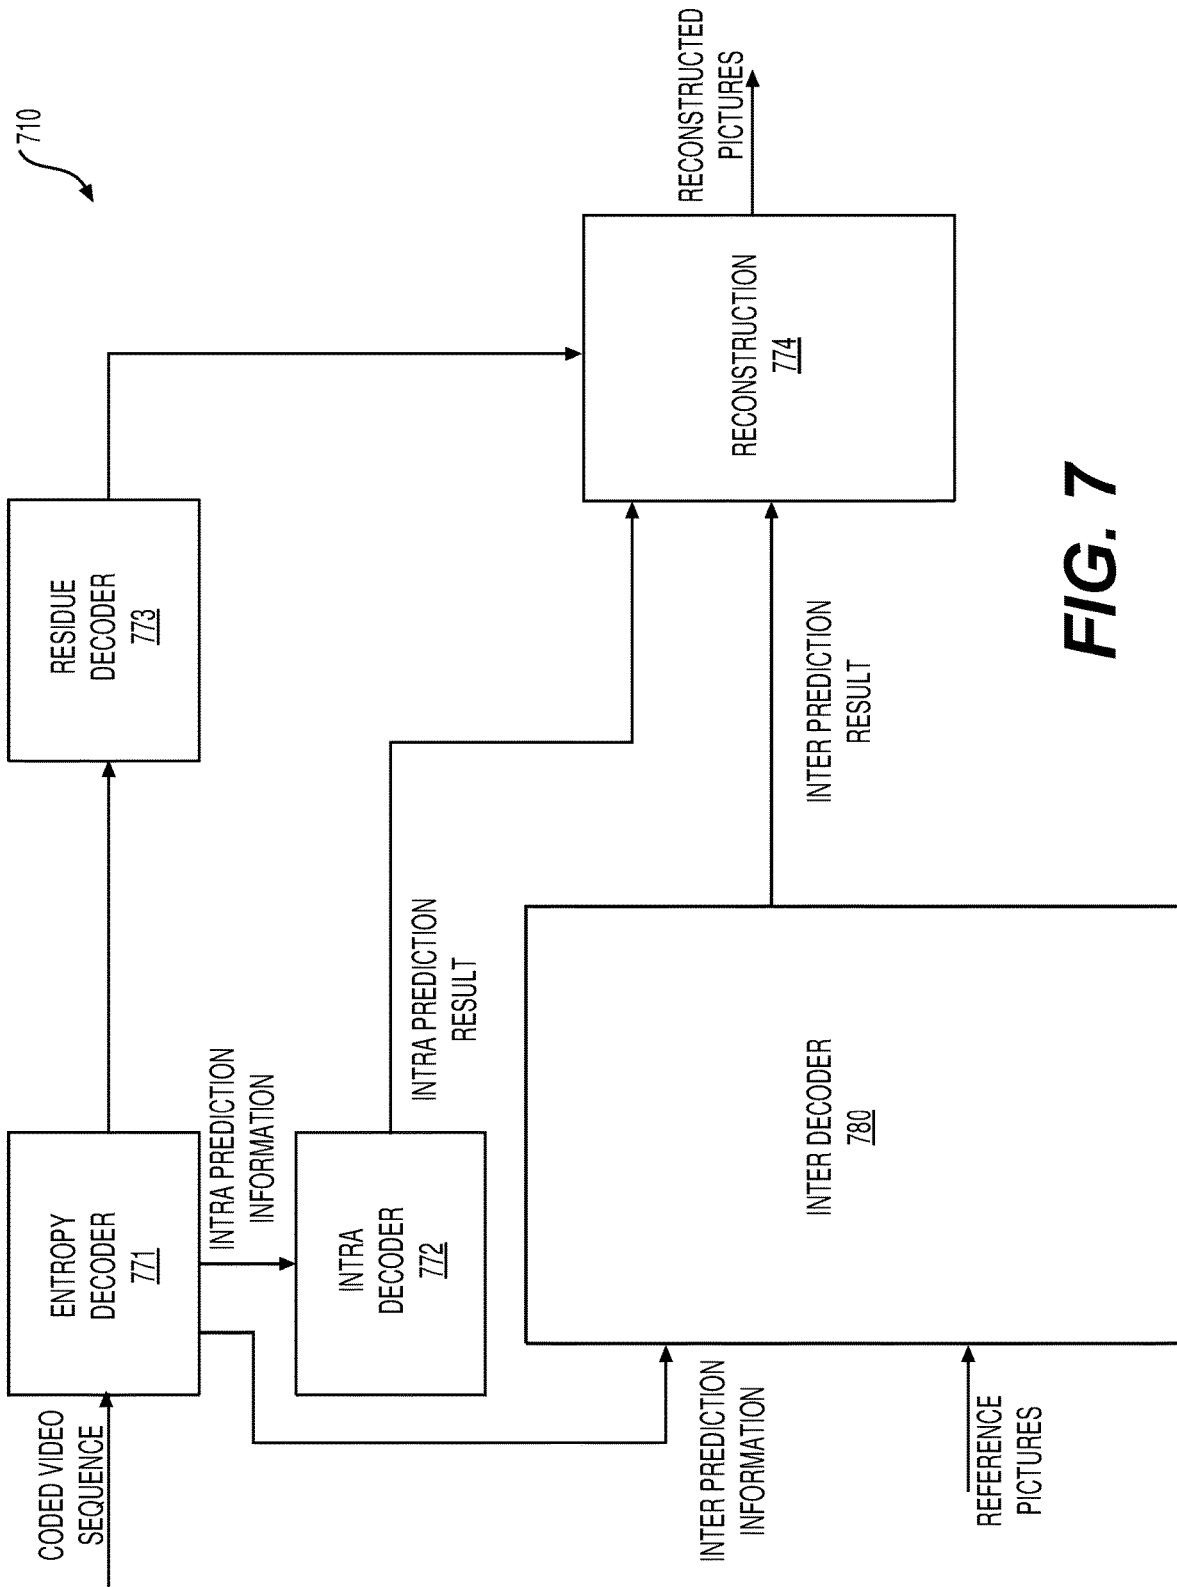 710
CODED VIDEO
SEQUENCE
ENTROPY
DECODER
771
RESIDUE
DECODER
773
INTRA PREDICTION
INFORMATION
INTRA
DECODER
772
INTRA PREDICTION
RESULT
RECONSTRUCTED
PICTURES
RECONSTRUCTION
774
INTER PREDICTION
INFORMATION
INTER DECODER
780
INTER PREDICTION
RESULT
REFERENCE
PICTURES
FIG. 7